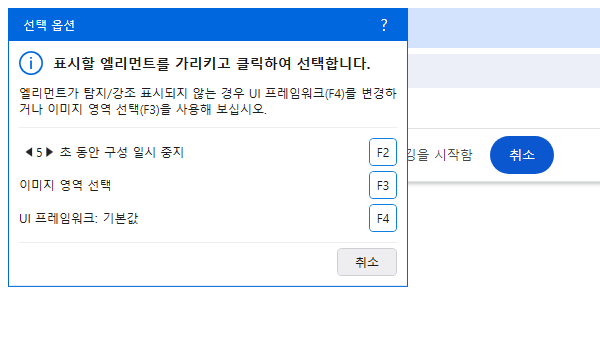 선택 옵션 ?
표시할 엘리먼트를 가리키고 클릭하여 선택합니다.
엘리먼트가 탐지/강조 표시되지 않는 경우 UI 프레임워크(F4)를 변경하
거나 이미지 영역 선택(F3)을 사용해 보십시오.
◀5▶ 초 동안 구성 일시 중지 F2
이미지 영역 선택 F3
UI 프레임워크: 기본값 F4
취소
깅을 시작함 취소